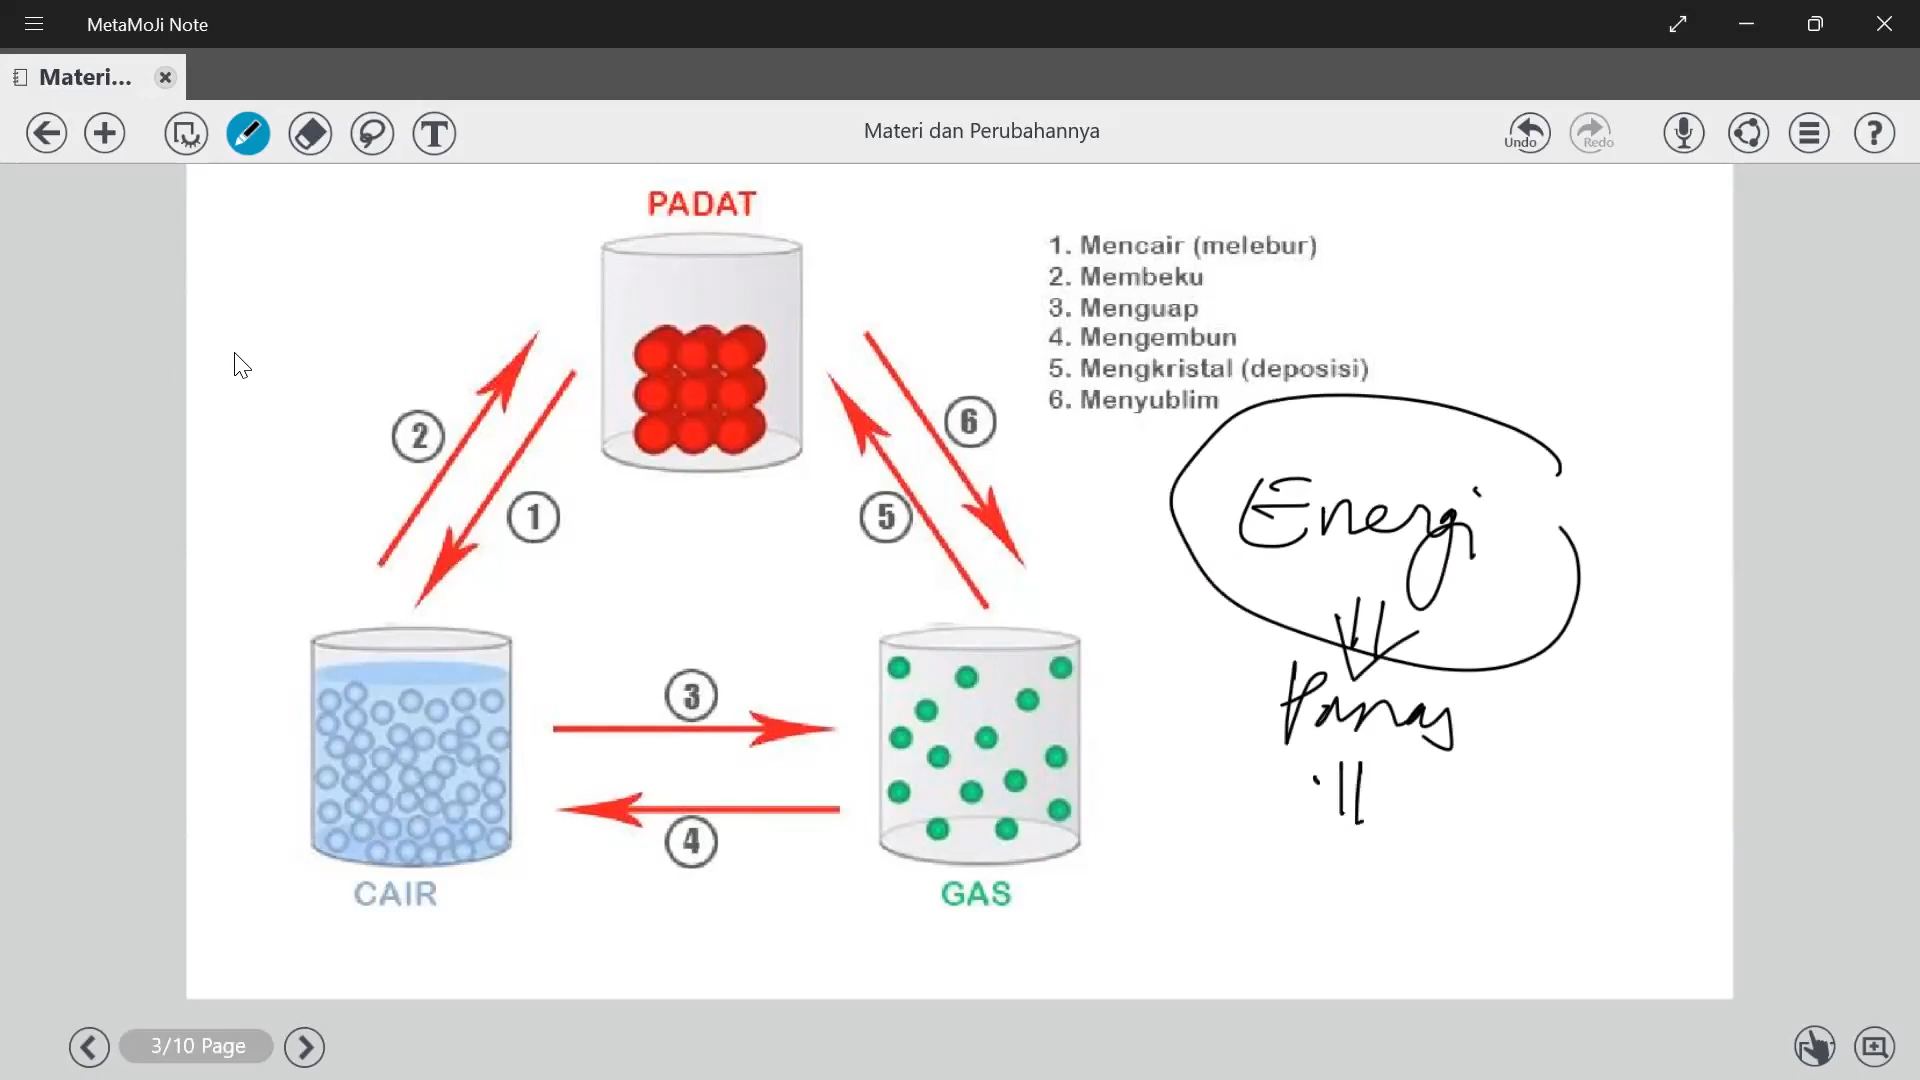 MetaMoJi Note
Materi...
Undo
Redo
Materi dan Perubahannya
PADAT
1. Mencair (melebur)
2. Membeku
3. Menguap
4. Mengembun
5. Mengkristal (deposisi)
6. Menyublim
2
1
5
6
Energi
Panas
3
4
CAIR
GAS
3/10 Page